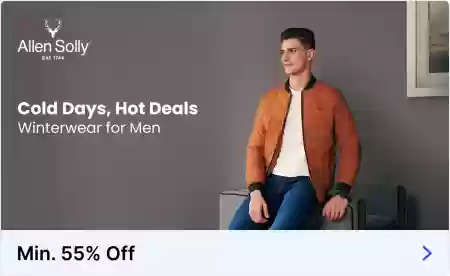 Allen Solly
EST. 1744
Cold Days, Hot Deals
Winterwear for Men
Min. 55% Off